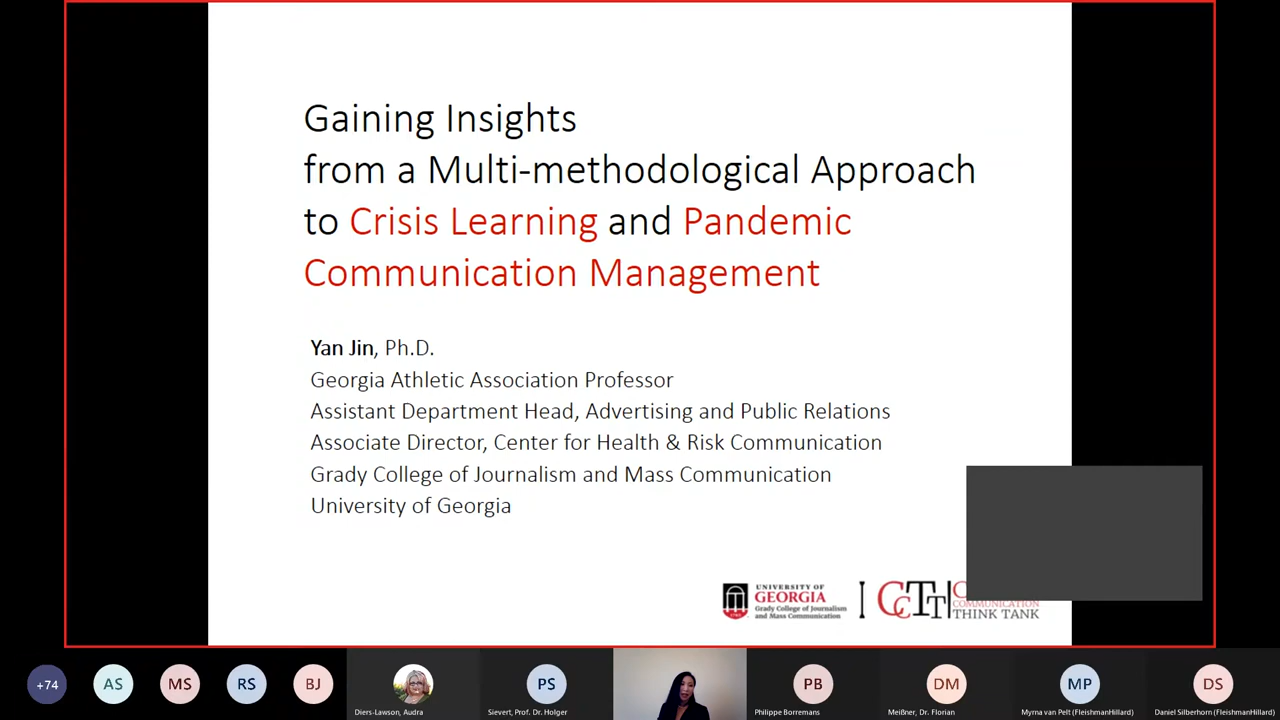 Gaining Insights
from a Multi-methodological Approach
to Crisis Learning and Pandemic
Communication Management
Yan Jin, Ph.D.
Georgia Athletic Association Professor
Assistant Department Head, Advertising and Public Relations
Associate Director, Center for Health & Risk Communication
Grady College of Journalism and Mass Communication
University of Georgia
UNIVERSITY OF
GEORGIA
Grady College of Journalism
and Mass Communication
CCTT
COMMUNICATION
THINK TANK
+74
AS
MS
RS
BJ
Diers-Lawson, Audra
PS
Sievert, Prof. Dr. Holger
PB
Philippe Borremans
DM
Meißner, Dr. Florian
MP
Myrna van Pelt (FleishmanHillard)
DS
Daniel Silberhorn (FleishmanHillard)